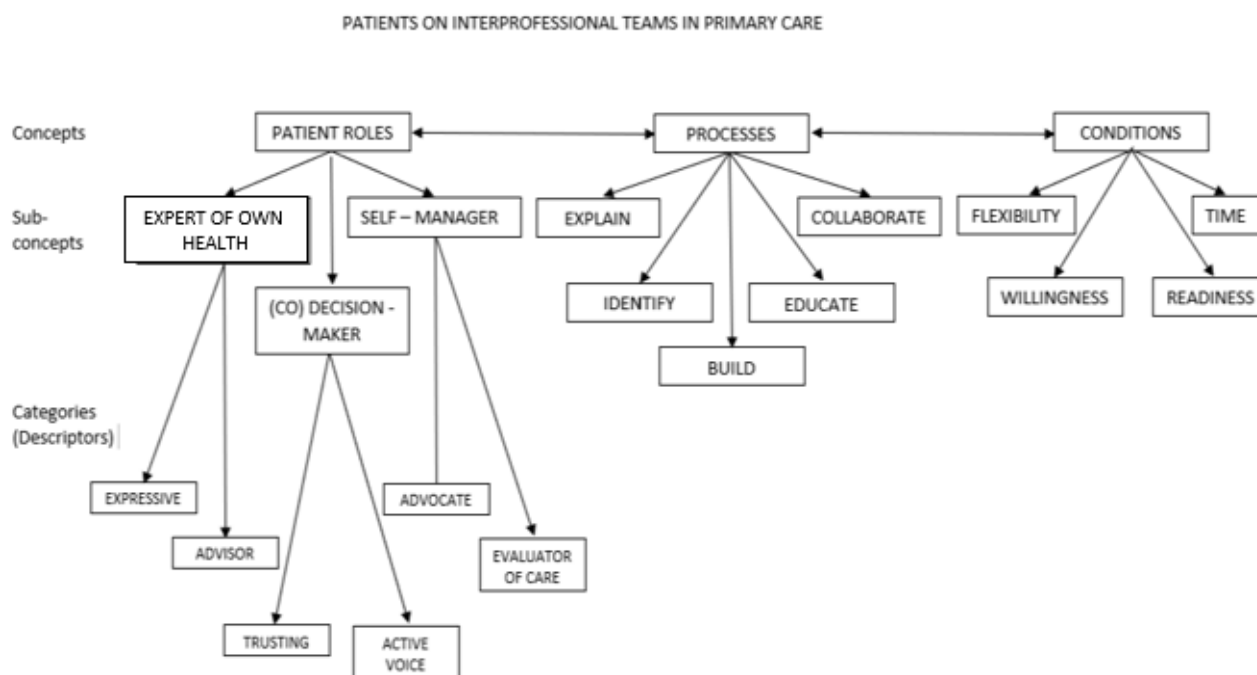 PATIENTS ON INTERPROFESSIONAL TEAMS IN PRIMARY CARE
Concepts
PATIENT ROLES
PROCESSES
CONDITIONS
Sub-
concepts
EXPERT OF OWN
HEALTH
SELF – MANAGER
EXPLAIN
COLLABORATE
FLEXIBILITY
TIME
(CO) DECISION -
MAKER
IDENTIFY
EDUCATE
WILLINGNESS
READINESS
BUILD
Categories
(Descriptors)
EXPRESSIVE
ADVOCATE
ADVISOR
EVALUATOR
OF CARE
TRUSTING
ACTIVE
VOICE